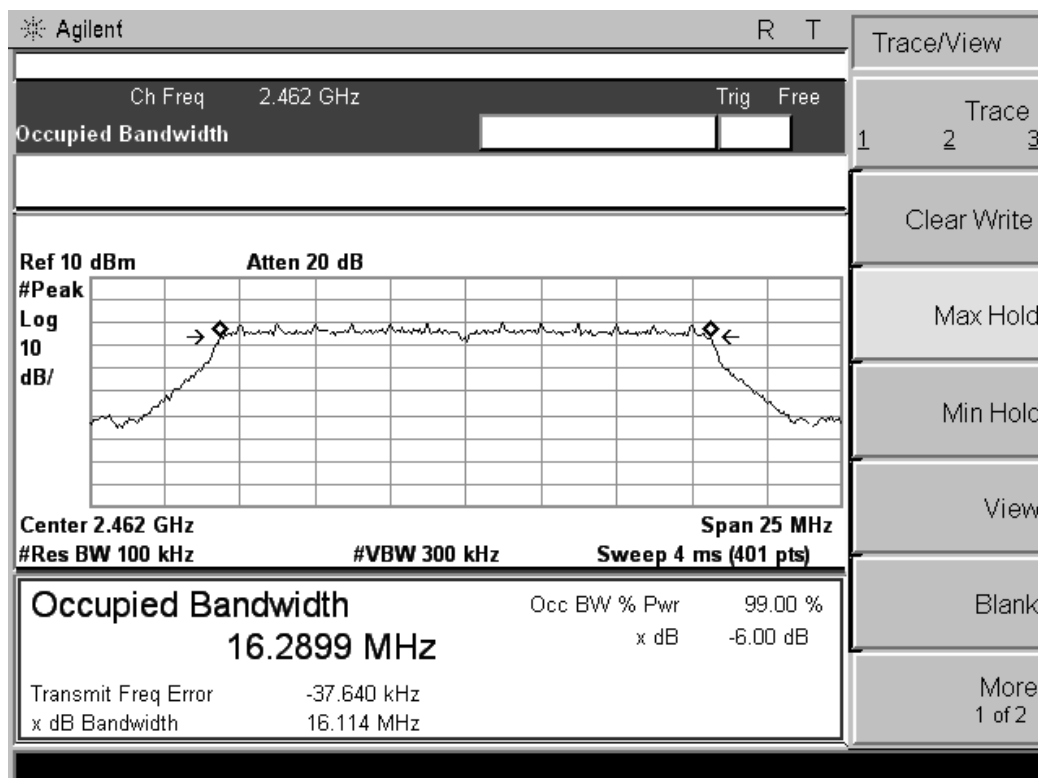 Agilent R T
Trace/View
Ch Freq 2.462 GHz Trig Free
Occupied Bandwidth
Trace
1 2 3
Clear Write
Ref 10 dBm Atten 20 dB
#Peak
Log
10
dB/
Max Hold
Min Hold
View
Center 2.462 GHz Span 25 MHz
#Res BW 100 kHz #VBW 300 kHz Sweep 4 ms (401 pts)
Occupied Bandwidth
16.2899 MHz
Occ BW % Pwr 99.00 %
x dB -6.00 dB
Transmit Freq Error -37.640 kHz
x dB Bandwidth 16.114 MHz
Blank
More
1 of 2